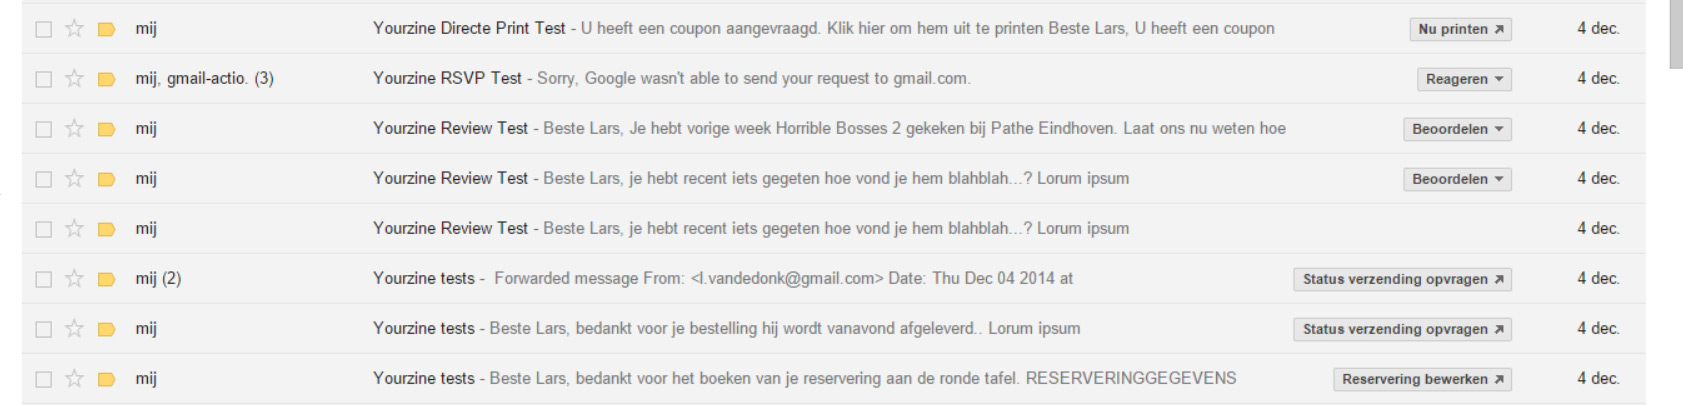 mij Yourzine Directe Print Test - U heeft een coupon aangevraagd. Klik hier om hem uit te printen Beste Lars, U heeft een coupon Nu printen 4 dec.
mij, gmail-actio. (3) Yourzine RSVP Test - Sorry, Google wasn't able to send your request to gmail.com. Reageren 4 dec.
mij Yourzine Review Test - Beste Lars, Je hebt vorige week Horrible Bosses 2 gekeken bij Pathe Eindhoven. Laat ons nu weten hoe Beoordelen 4 dec.
mij Yourzine Review Test - Beste Lars, je hebt recent iets gegeten hoe vond je hem blahblah...? Lorum ipsum Beoordelen 4 dec.
mij Yourzine Review Test - Beste Lars, je hebt recent iets gegeten hoe vond je hem blahblah...? Lorum ipsum 4 dec.
mij (2) Yourzine tests - Forwarded message From: <l.vandedonk@gmail.com> Date: Thu Dec 04 2014 at Status verzending opvragen 4 dec.
mij Yourzine tests - Beste Lars, bedankt voor je bestelling hij wordt vanavond afgeleverd.. Lorum ipsum Status verzending opvragen 4 dec.
mij Yourzine tests - Beste Lars, bedankt voor het boeken van je reservering aan de ronde tafel. RESERVERINGGEGEVENS Reservering bewerken 4 dec.